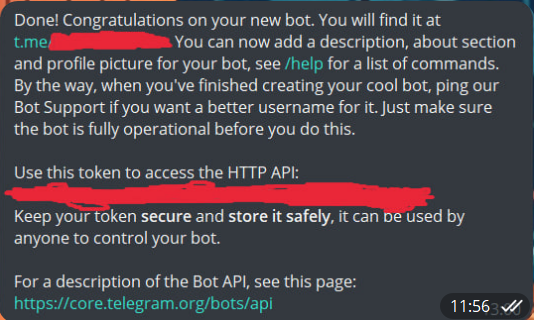 Done! Congratulations on your new bot. You will find it at
t.me/ You can now add a description, about section
and profile picture for your bot, see /help for a list of commands.
By the way, when you've finished creating your cool bot, ping our
Bot Support if you want a better username for it. Just make sure
the bot is fully operational before you do this.
Use this token to access the HTTP API:
Keep your token secure and store it safely, it can be used by
anyone to control your bot.
For a description of the Bot API, see this page:
https://core.telegram.org/bots/api
11:56